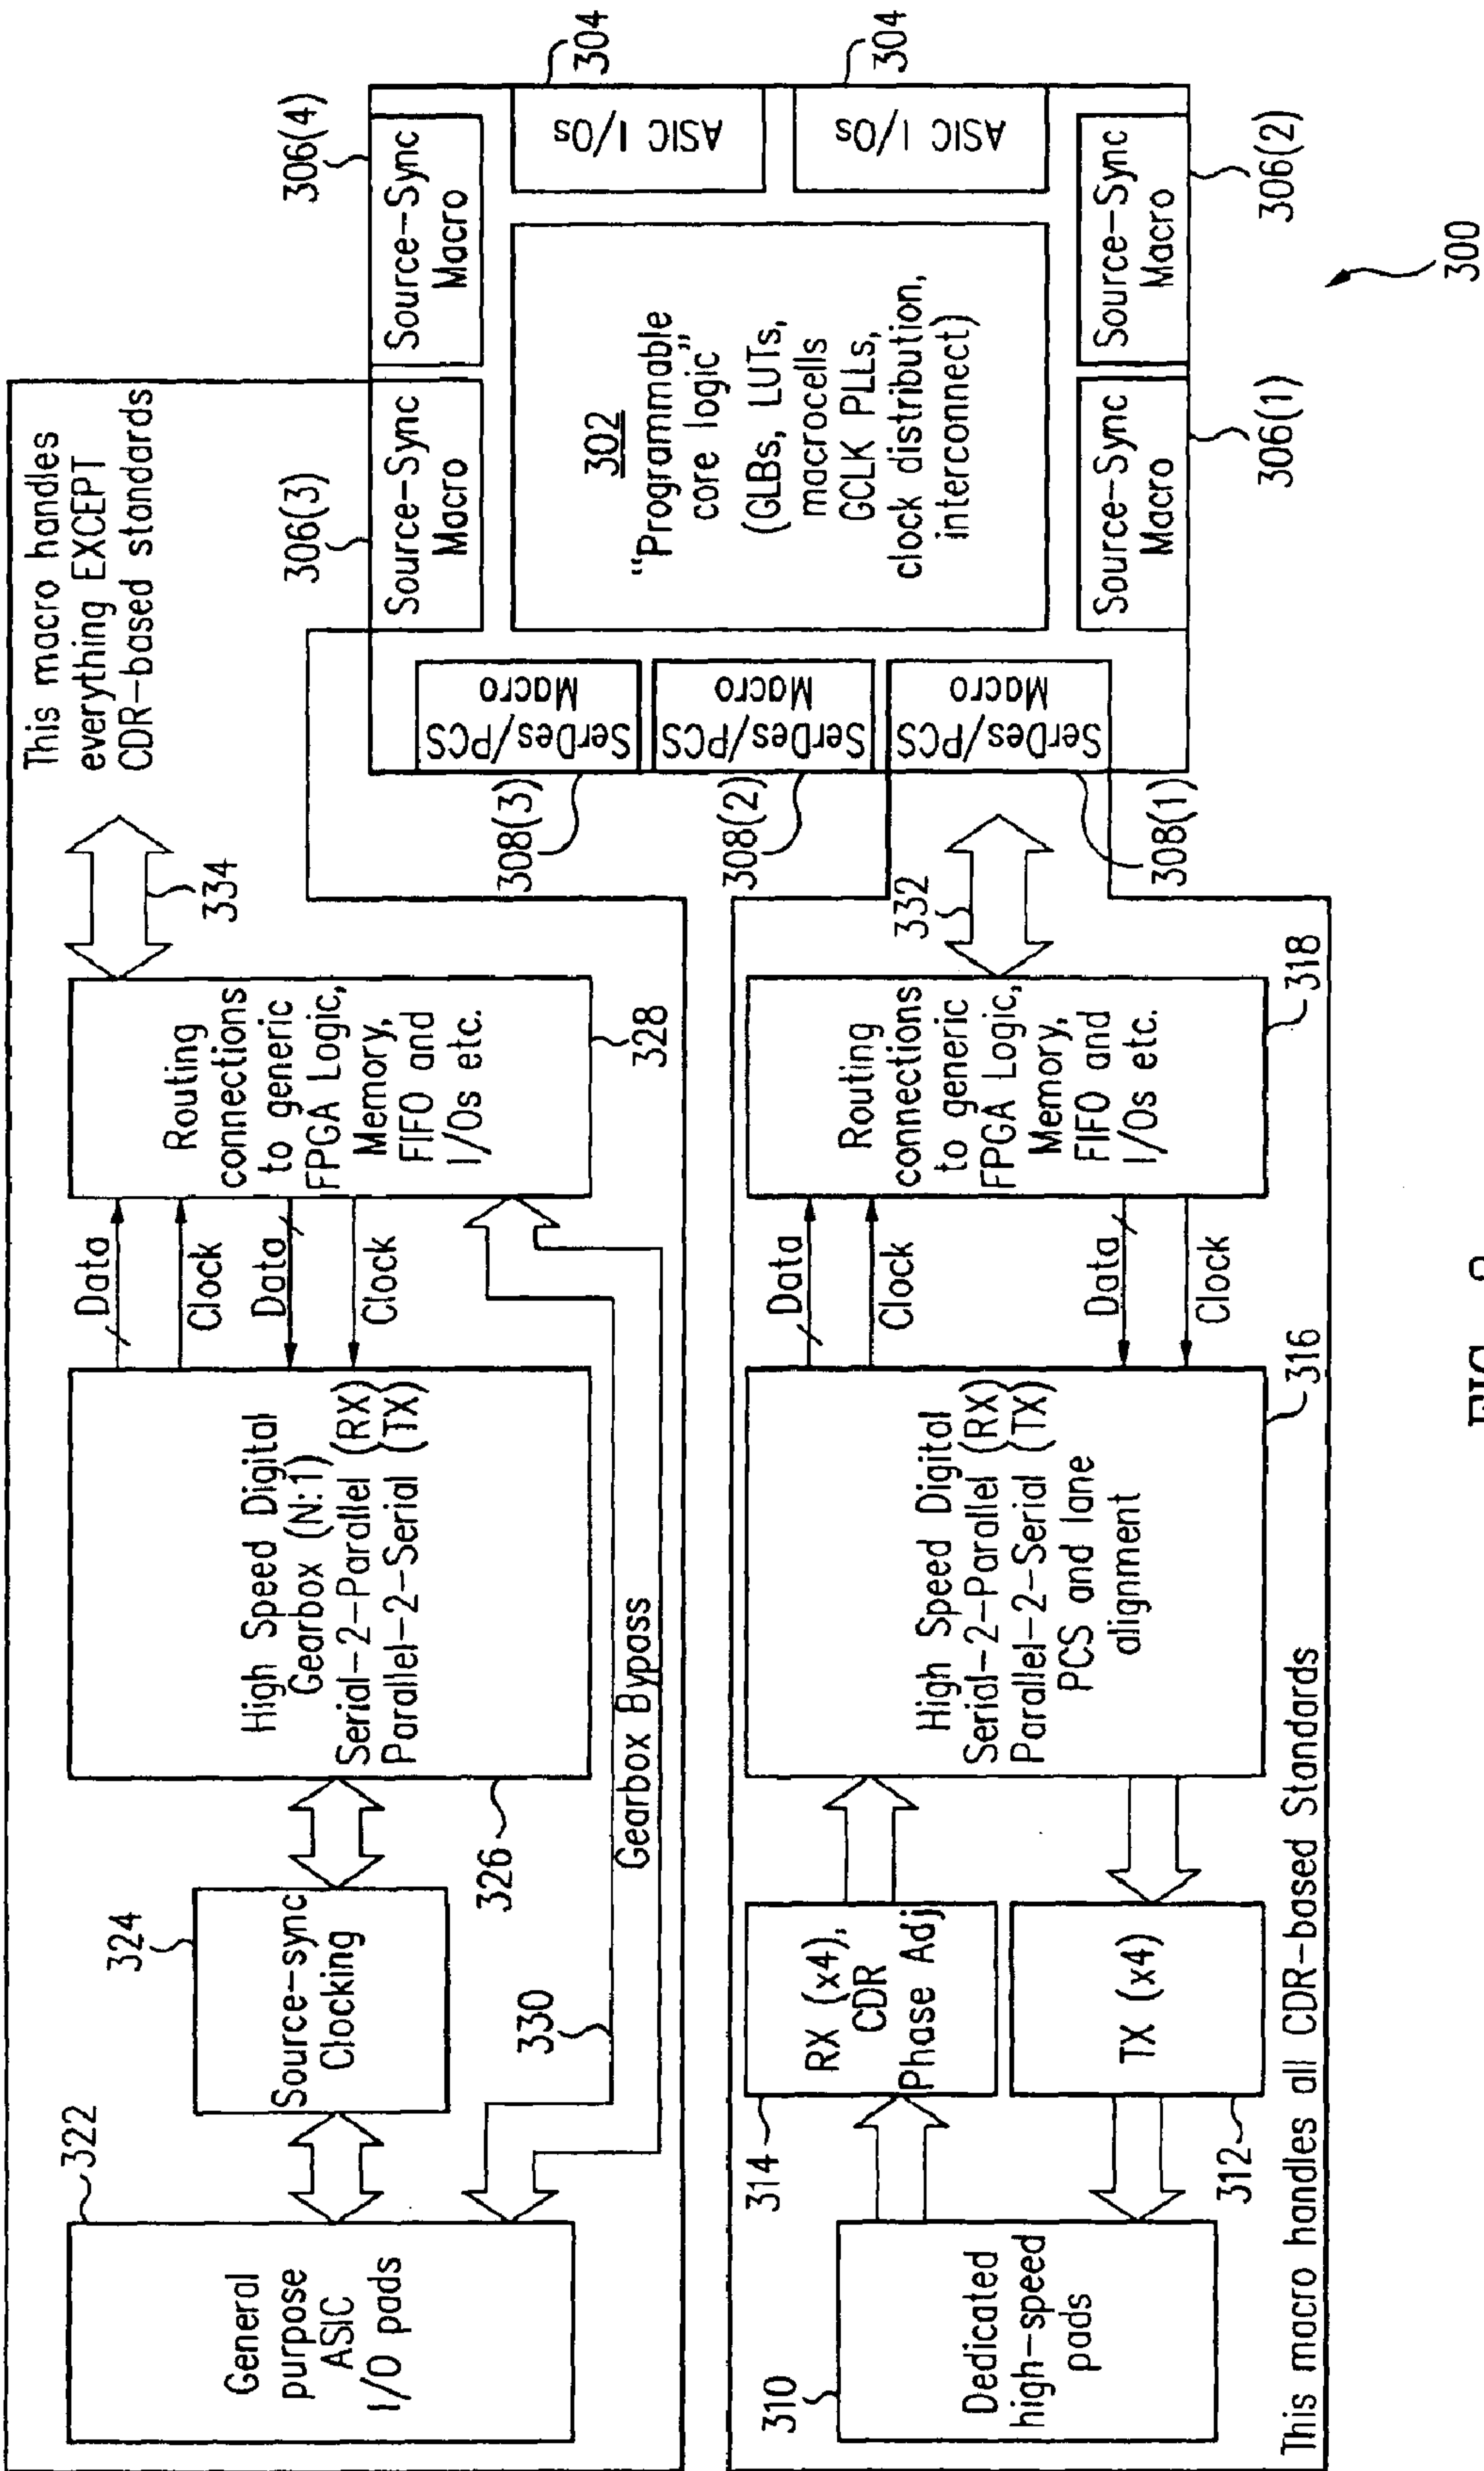 This macro handles
everything EXCEPT
CDR-based standards
334
322
General
purpose
ASIC
I/O pads
324
Source-sync
Clocking
High Speed Digital
Gearbox (N:1)
Serial-2-Parallel (RX)
Parallel-2-Serial (TX)
326
Data
Clock
Data
Clock
Routing
connections
to generic
FPGA Logic,
Memory,
FIFO and
I/Os etc.
328
330
Gearbox Bypass
310
Dedicated
high-speed
pads
314
RX (x4),
CDR
Phase Adj
TX (x4)
312
High Speed Digital
Serial-2-Parallel (RX)
Parallel-2-Serial (TX)
PCS and lane
alignment
316
Data
Clock
Data
Clock
Routing
connections
to generic
FPGA Logic,
Memory,
FIFO and
I/Os etc.
318
332
This macro handles all CDR-based Standards
306(3)
306(4)
Source-Sync
Macro
Source-Sync
Macro
304
ASIC I/Os
304
ASIC I/Os
SerDes/PCS
Macro
308(3)
SerDes/PCS
Macro
308(2)
SerDes/PCS
Macro
308(1)
302
"Programmable
core logic"
(GLBs, LUTs,
macrocells
GCLK PLLs,
clock distribution,
interconnect)
Source-Sync
Macro
Source-Sync
Macro
306(1)
306(2)
300
FIG.